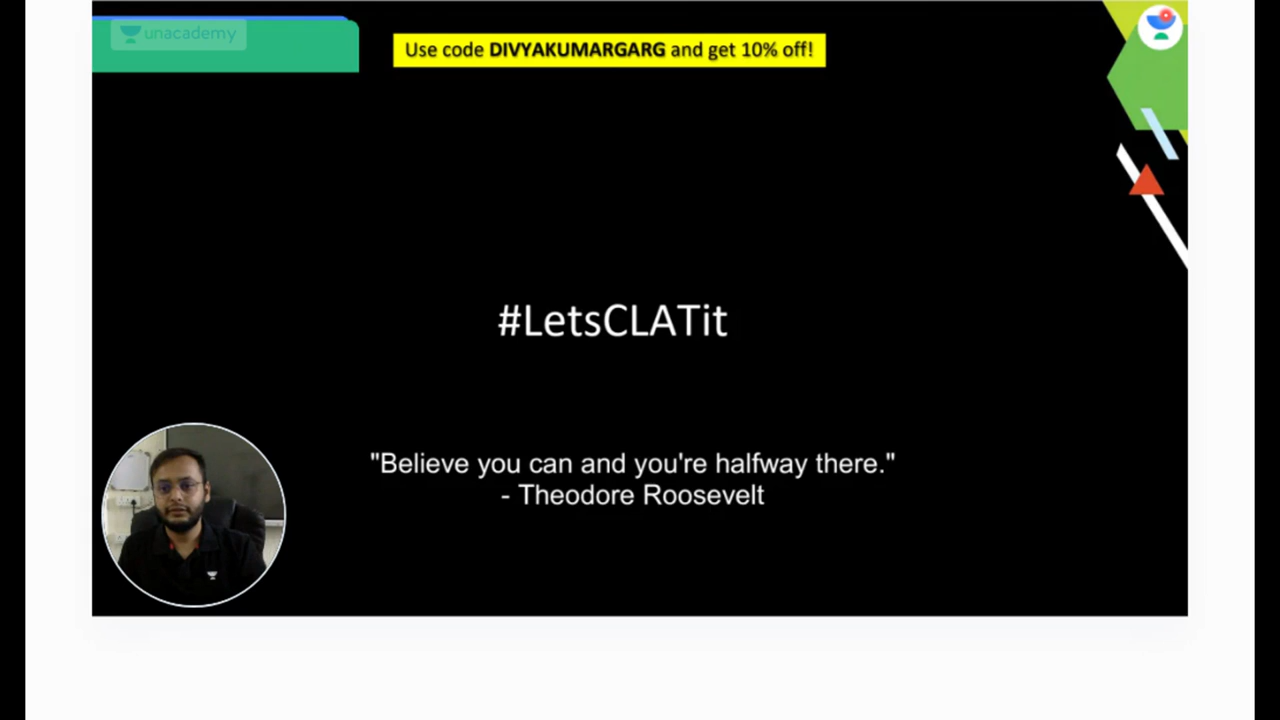 unacademy
Use code DIVYAKUMARGARG and get 10% off!
#LetsCLATit
"Believe you can and you're halfway there."
- Theodore Roosevelt